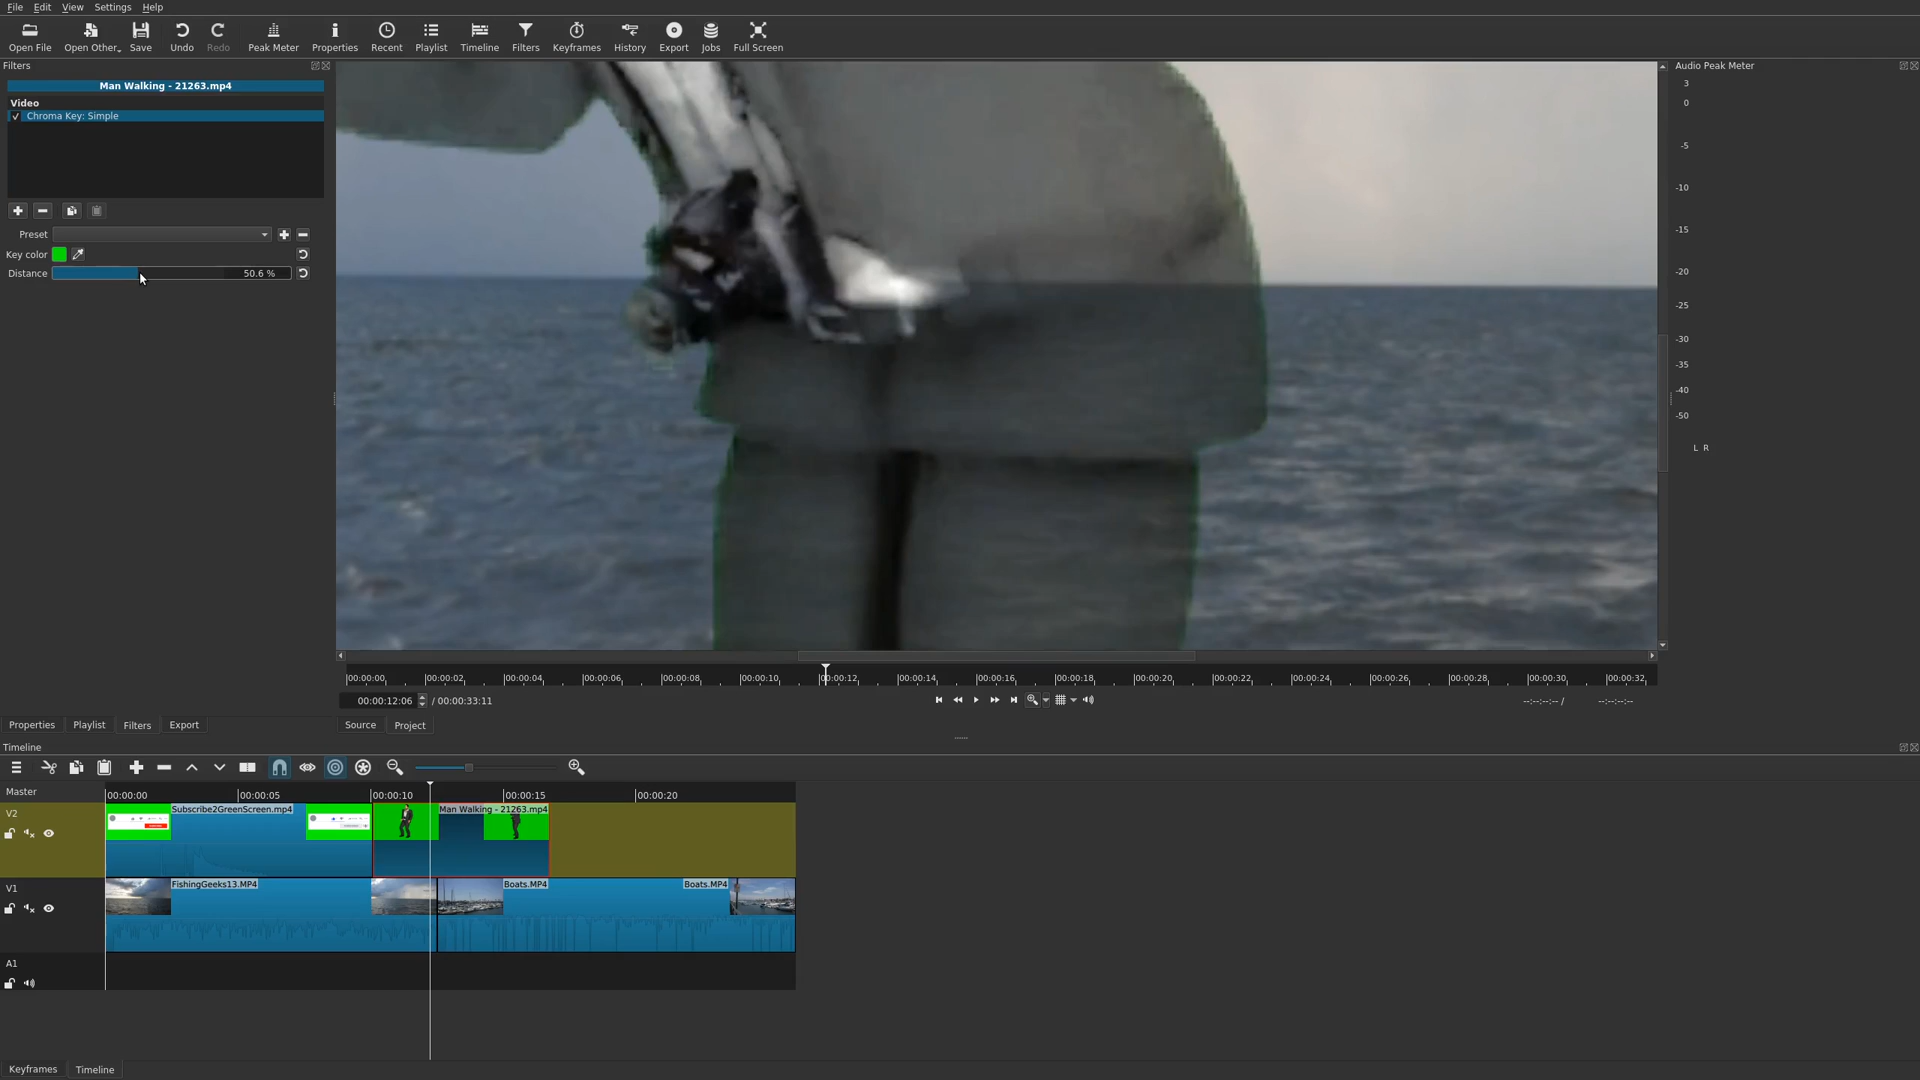 File Edit View Settings Help
Open File Open Other.. Save Undo Redo Peak Meter Properties Recent Playlist Timeline Filters Keyframes History Export Jobs Full Screen
Filters
Audio Peak Meter
Man Walking - 21263.mp4
Video
Chroma Key: Simple
Preset
Key color
Distance 50.6 %
3
0
-5
-10
-15
-20
-25
-30
-35
-40
-50
L R
00:00:00 00:00:02 00:00:04 00:00:06 00:00:08 00:00:10 00:00:12 00:00:14 00:00:16 00:00:18 00:00:20 00:00:22 00:00:24 00:00:26 00:00:28 00:00:30 00:00:32
00:00:12:06 / 00:00:33:11 --:--:--:-- / --:--:--:--
Properties Playlist Filters Export Source Project
Timeline
Master 00:00:00 00:00:05 00:00:10 00:00:15 00:00:20
V2 Subscribe2GreenScreen.mp4 Man Walking - 21263.mp4
V1 FishingGeeks13.MP4 Boats.MP4 Boats.MP4
A1
Keyframes Timeline